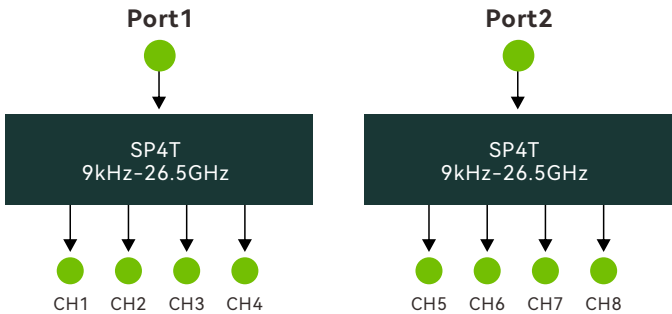 Port1
SP4T
9kHz-26.5GHz
CH1 CH2 CH3 CH4
Port2
SP4T
9kHz-26.5GHz
CH5 CH6 CH7 CH8